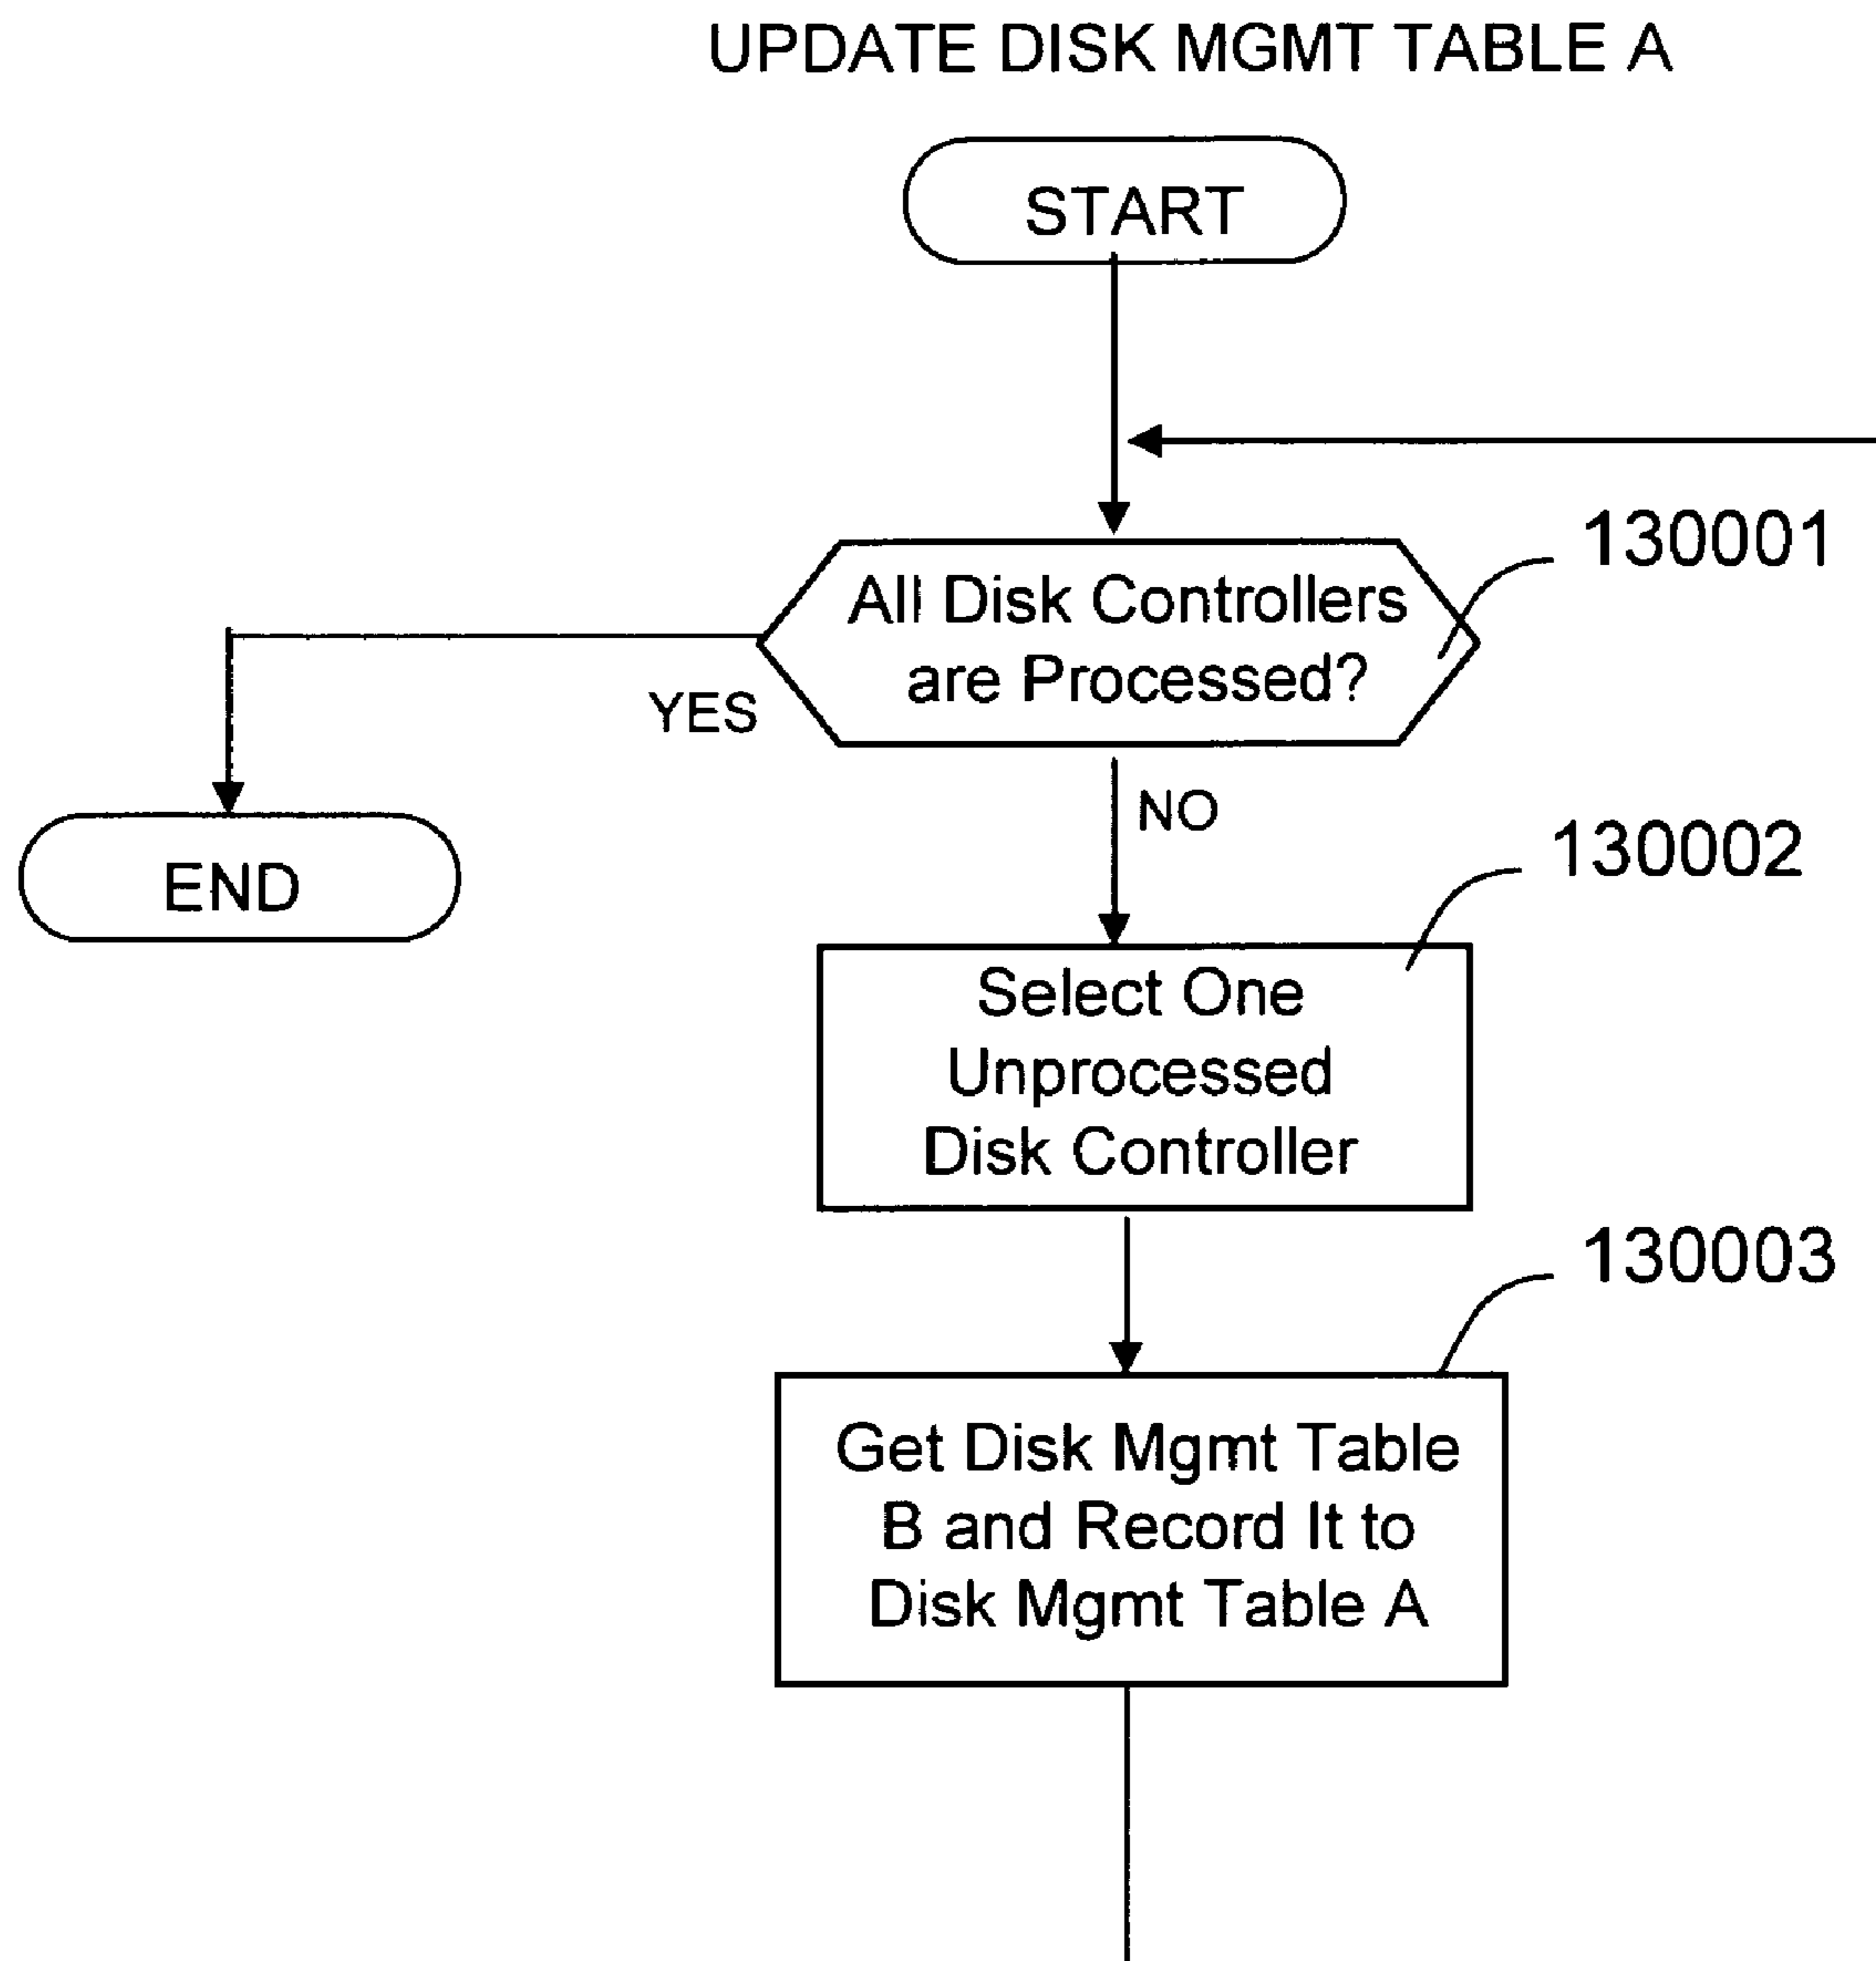 UPDATE DISK MGMT TABLE A
START
130001
All Disk Controllers
are Processed?
YES
NO
END
130002
Select One
Unprocessed
Disk Controller
130003
Get Disk Mgmt Table
B and Record It to
Disk Mgmt Table A